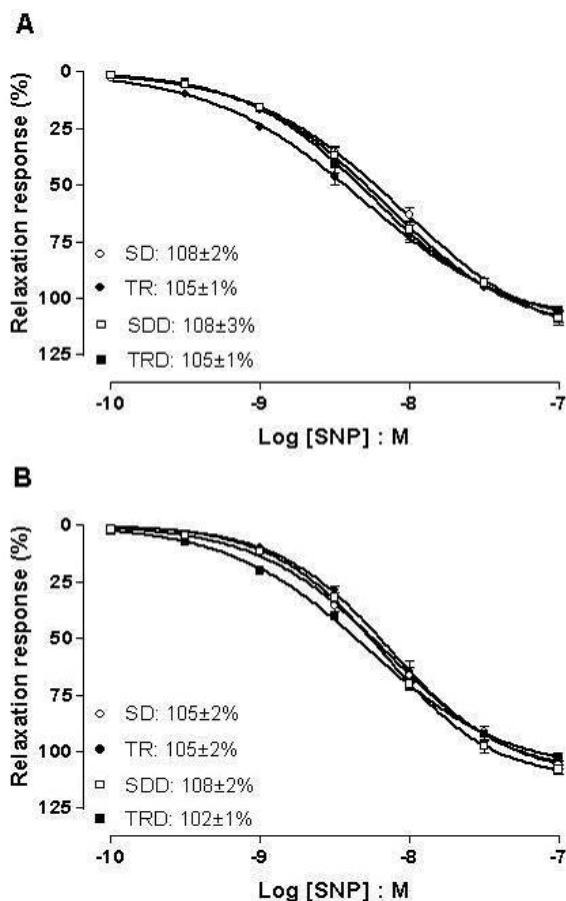 A
Relaxation response (%)
0
25
50
75
100
125
SD: 108±2%
TR: 105±1%
SDD: 108±3%
TRD: 105±1%
-10 -9 -8 -7
Log [SNP] : M
B
Relaxation response (%)
0
25
50
75
100
125
SD: 105±2%
TR: 105±2%
SDD: 108±2%
TRD: 102±1%
-10 -9 -8 -7
Log [SNP] : M